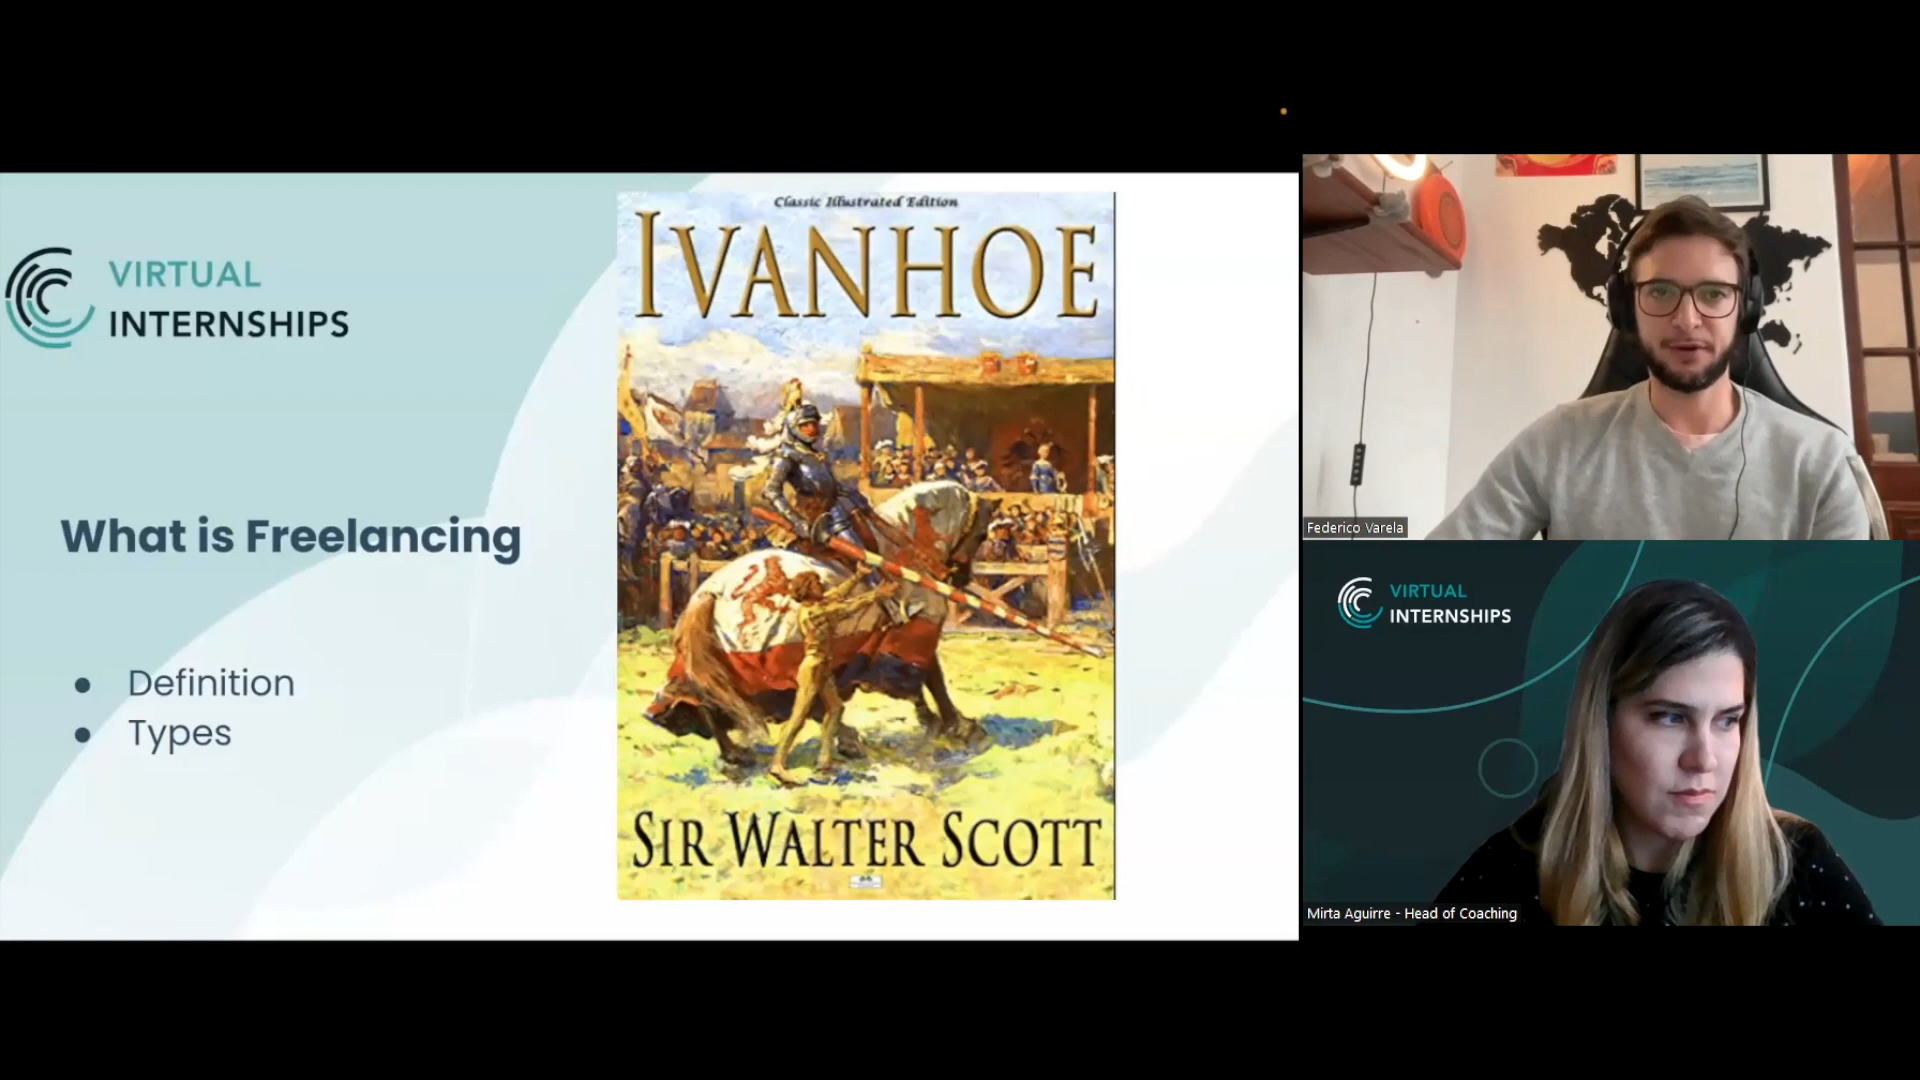 VIRTUAL
INTERNSHIPS
What is Freelancing
● Definition
● Types
Classic Illustrated Edition
IVANHOE
SIR WALTER SCOTT
Federico Varela
VIRTUAL
INTERNSHIPS
Mirta Aguirre - Head of Coaching